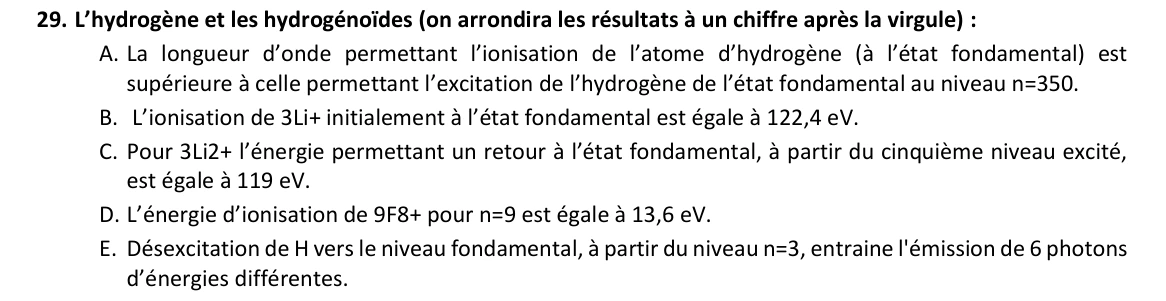 29. L’hydrogène et les hydrogénoïdes (on arrondira les résultats à un chiffre après la virgule) :
A. La longueur d’onde permettant l’ionisation de l’atome d’hydrogène (à l’état fondamental) est
supérieure à celle permettant l’excitation de l’hydrogène de l’état fondamental au niveau n=350.
B. L’ionisation de 3Li+ initialement à l’état fondamental est égale à 122,4 eV.
C. Pour 3Li2+ l’énergie permettant un retour à l’état fondamental, à partir du cinquième niveau excité,
est égale à 119 eV.
D. L’énergie d’ionisation de 9F8+ pour n=9 est égale à 13,6 eV.
E. Désexcitation de H vers le niveau fondamental, à partir du niveau n=3, entraine l'émission de 6 photons
d’énergies différentes.